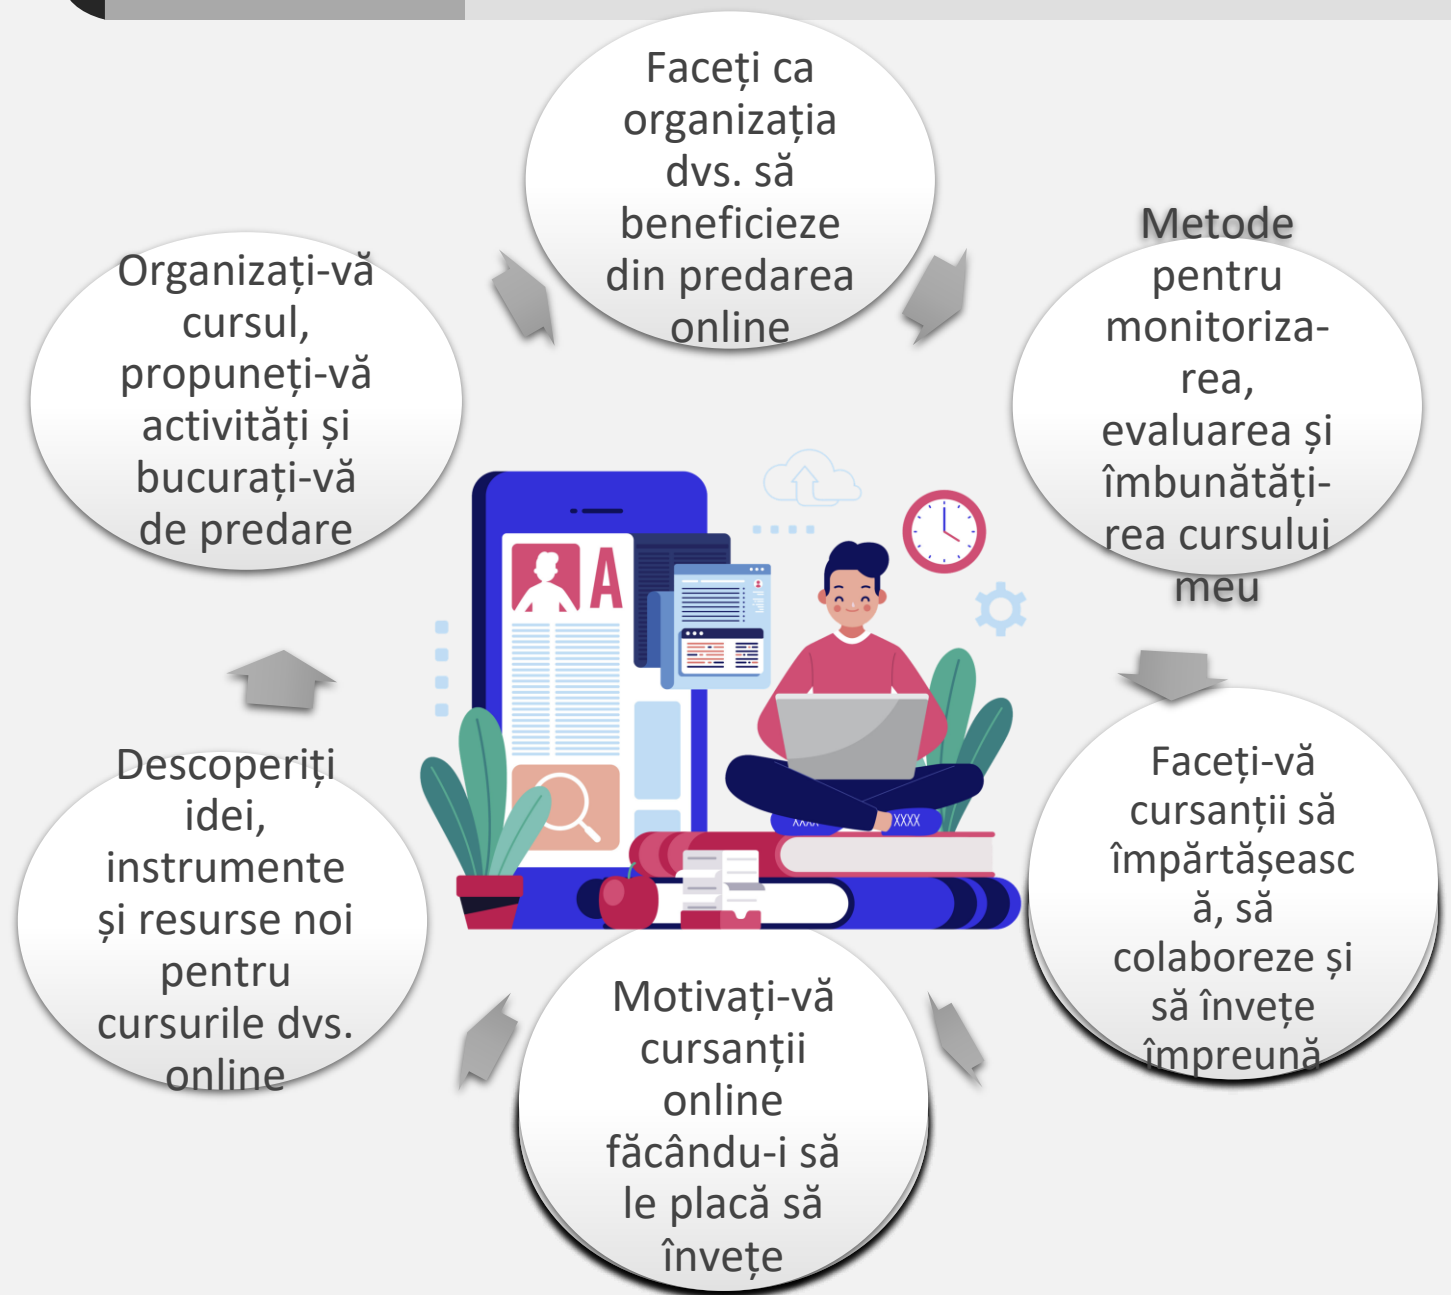 Faceți ca
organizația
dvs. să
beneficieze
din predarea
online
Metode
pentru
monitoriza-
rea,
evaluarea și
îmbunătăți-
rea cursului
meu
Faceți-vă
cursanții să
împărtășeasc
ă, să
colaboreze și
să învețe
împreună
Motivați-vă
cursanții
online
făcându-i să
le placă să
învețe
Descoperiți
idei,
instrumente
și resurse noi
pentru
cursurile dvs.
online
Organizați-vă
cursul,
propuneți-vă
activități și
bucurați-vă
de predare
A
XXXX
XXXX